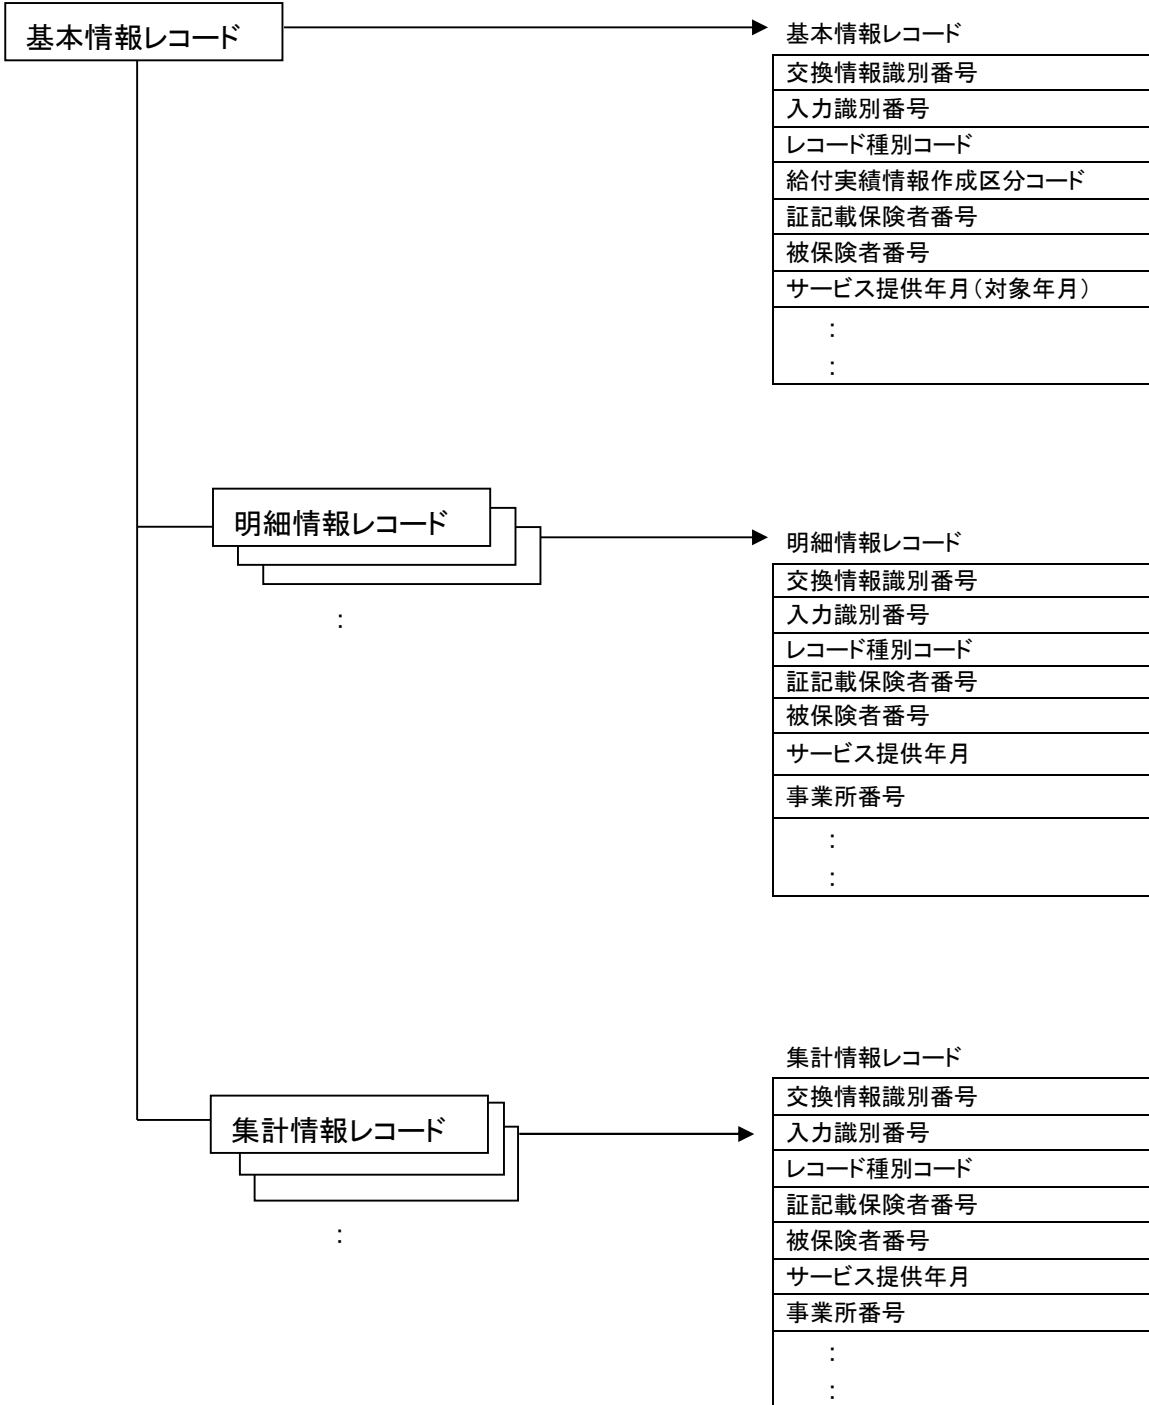 基本情報レコード
基本情報レコード
交換情報識別番号
入力識別番号
レコード種別コード
給付実績情報作成区分コード
証記載保険者番号
被保険者番号
サービス提供年月（対象年月）
：
：
明細情報レコード
：
明細情報レコード
交換情報識別番号
入力識別番号
レコード種別コード
証記載保険者番号
被保険者番号
サービス提供年月
事業所番号
：
：
集計情報レコード
：
集計情報レコード
交換情報識別番号
入力識別番号
レコード種別コード
証記載保険者番号
被保険者番号
サービス提供年月
事業所番号
：
：